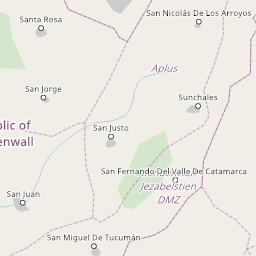 San Nicolás De Los Arroyos
Santa Rosa
Aplus
San Jorge
Sunchales
blic of
enwall
San Justo
San Fernando Del Valle De Catamarca
Jezabelstien
DMZ
San Juan
San Miguel De Tucumán